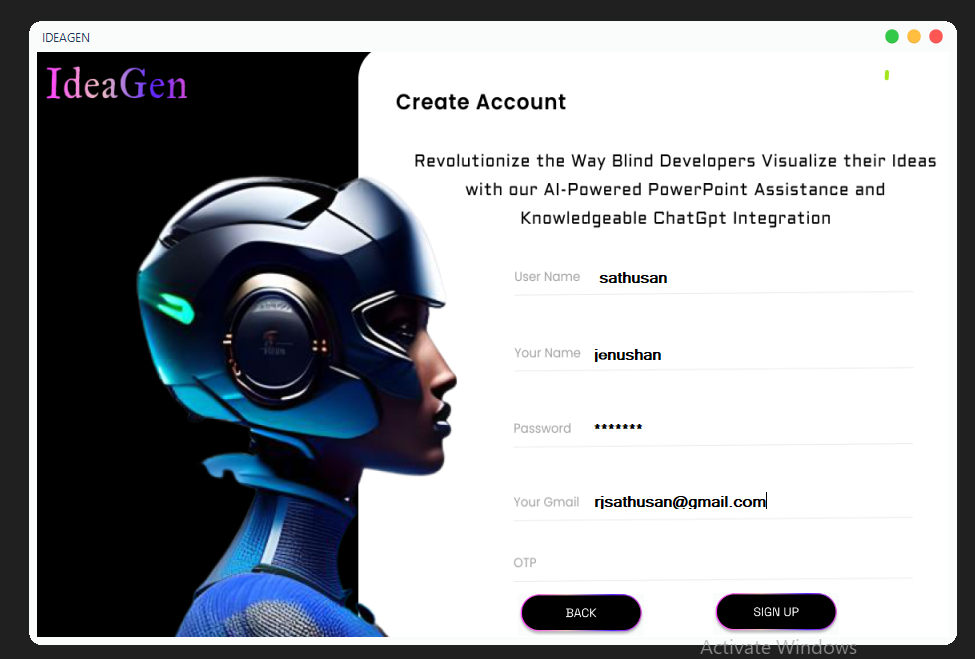 IDEAGEN
IdeaGen
Create Account
Revolutionize the Way Blind Developers Visualize their Ideas
with our AI-Powered PowerPoint Assistance and
Knowledgeable ChatGpt Integration
User Name sathusan
Your Name jenushan
Password *******
Your Gmail rjsathusan@gmail.com
OTP
BACK SIGN UP
Activate Windows